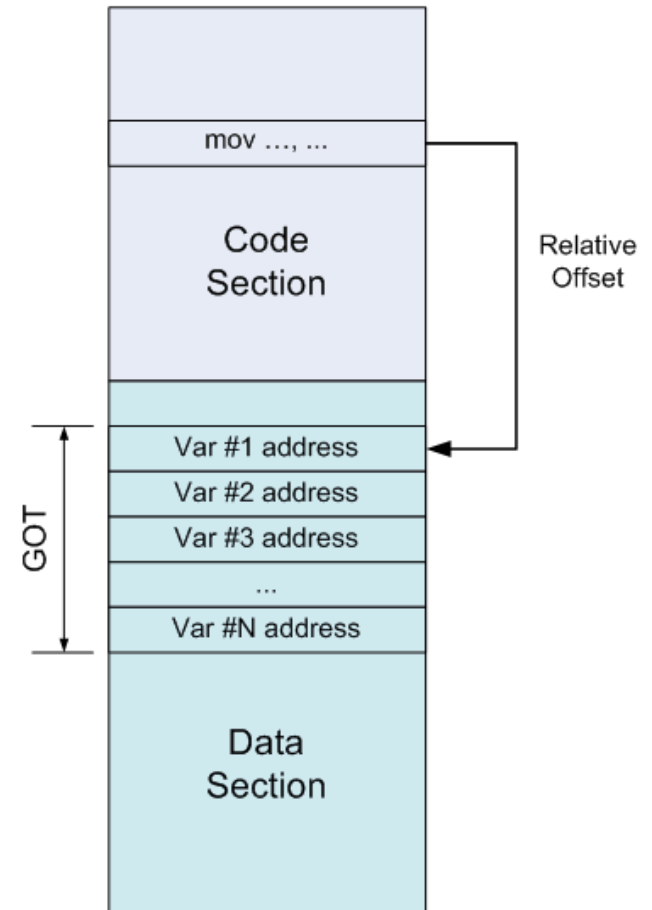 mov ..., ...
Code
Section
Relative
Offset
Var #1 address
Var #2 address
Var #3 address
...
Var #N address
GOT
Data
Section